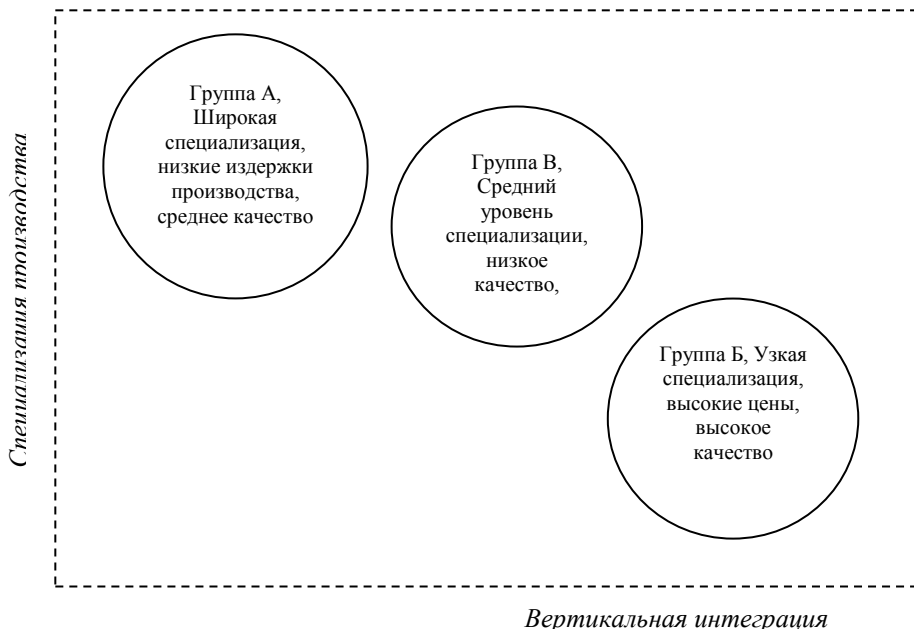 Специализация производства
Группа А,
Широкая
специализация,
низкие издержки
производства,
среднее качество
Группа В,
Средний
уровень
специализации,
низкое
качество,
Группа Б, Узкая
специализация,
высокие цены,
высокое
качество
Вертикальная интеграция